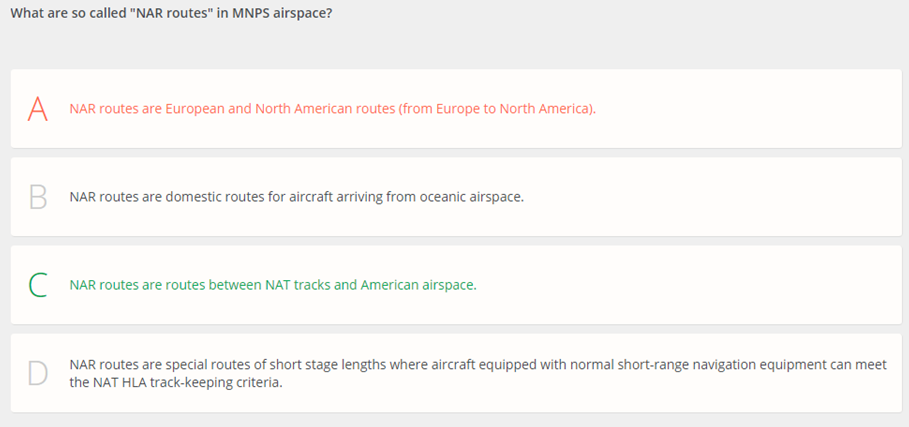 What are so called "NAR routes" in MNPS airspace?
A
NAR routes are European and North American routes (from Europe to North America).
B
NAR routes are domestic routes for aircraft arriving from oceanic airspace.
C
NAR routes are routes between NAT tracks and American airspace.
D
NAR routes are special routes of short stage lengths where aircraft equipped with normal short-range navigation equipment can meet
the NAT HLA track-keeping criteria.